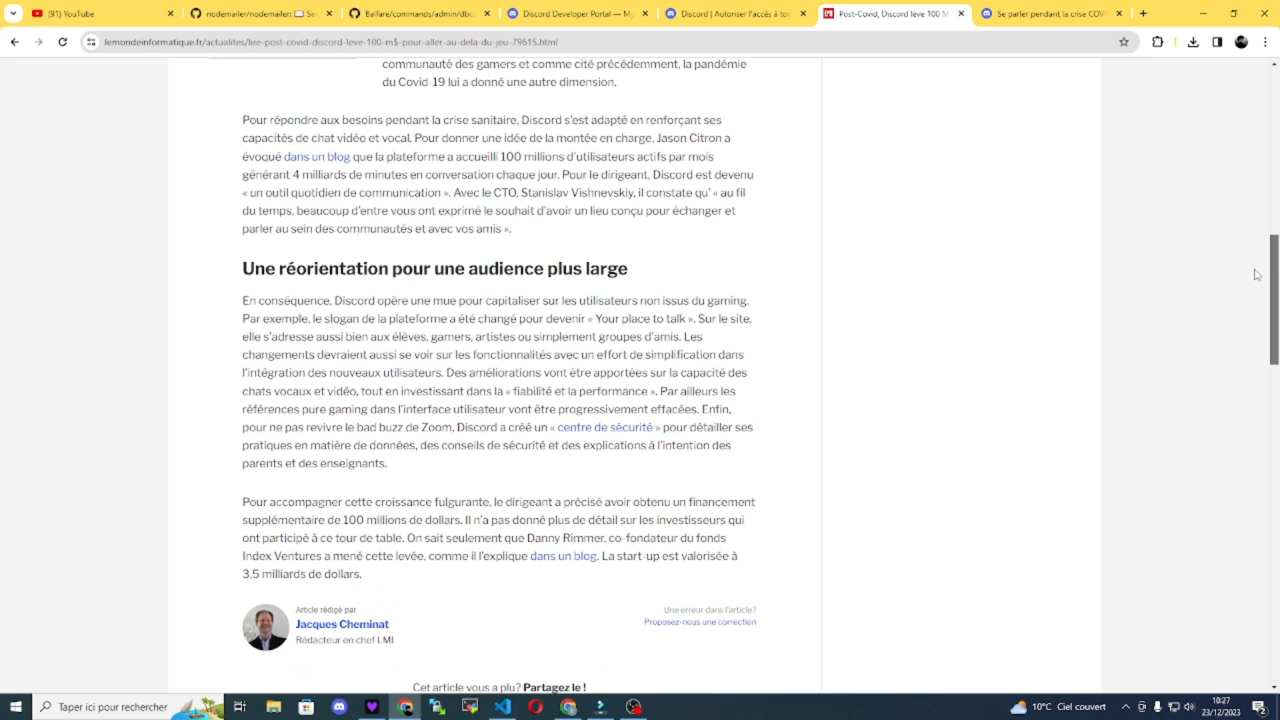 (91) YouTube
nodemailer/nodemailer: 📖 Se
Balfare/commands/admin/dbc
Discord Developer Portal — My
Discord | Autoriser l'accès à to
Post-Covid, Discord lève 100 M
Se parler pendant la crise COV
lemondeinformatique.fr/actualites/lire-post-covid-discord-leve-100-m$-pour-aller-au-dela-du-jeu-79615.html
communauté des gamers et comme cité précédemment, la pandémie
du Covid-19 lui a donné une autre dimension.
Pour répondre aux besoins pendant la crise sanitaire, Discord s'est adapté en renforçant ses
capacités de chat vidéo et vocal. Pour donner une idée de la montée en charge, Jason Citron a
évoqué dans un blog que la plateforme a accueilli 100 millions d'utilisateurs actifs par mois
générant 4 milliards de minutes en conversation chaque jour. Pour le dirigeant, Discord est devenu
« un outil quotidien de communication ». Avec le CTO, Stanislav Vishnevskiy, il constate qu' « au fil
du temps, beaucoup d'entre vous ont exprimé le souhait d'avoir un lieu conçu pour échanger et
parler au sein des communautés et avec vos amis ».
Une réorientation pour une audience plus large
En conséquence, Discord opère une mue pour capitaliser sur les utilisateurs non issus du gaming.
Par exemple, le slogan de la plateforme a été changé pour devenir « Your place to talk ». Sur le site,
elle s'adresse aussi bien aux élèves, gamers, artistes ou simplement groupes d'amis. Les
changements devraient aussi se voir sur les fonctionnalités avec un effort de simplification dans
l'intégration des nouveaux utilisateurs. Des améliorations vont être apportées sur la capacité des
chats vocaux et vidéo, tout en investissant dans la « fiabilité et la performance ». Par ailleurs les
références pure gaming dans l'interface utilisateur vont être progressivement effacées. Enfin,
pour ne pas revivre le bad buzz de Zoom, Discord a créé un « centre de sécurité » pour détailler ses
pratiques en matière de données, des conseils de sécurité et des explications à l'intention des
parents et des enseignants.
Pour accompagner cette croissance fulgurante, le dirigeant a précisé avoir obtenu un financement
supplémentaire de 100 millions de dollars. Il n'a pas donné plus de détail sur les investisseurs qui
ont participé à ce tour de table. On sait seulement que Danny Rimmer, co-fondateur du fonds
Index Ventures a mené cette levée, comme il l'explique dans un blog. La start-up est valorisée à
3,5 milliards de dollars.
Article rédigé par
Jacques Cheminat
Rédacteur en chef LMI
Une erreur dans l'article?
Proposez-nous une correction
Cet article vous a plu? Partagez le !
Taper ici pour rechercher
10°C Ciel couvert
10:27
23/12/2023
2